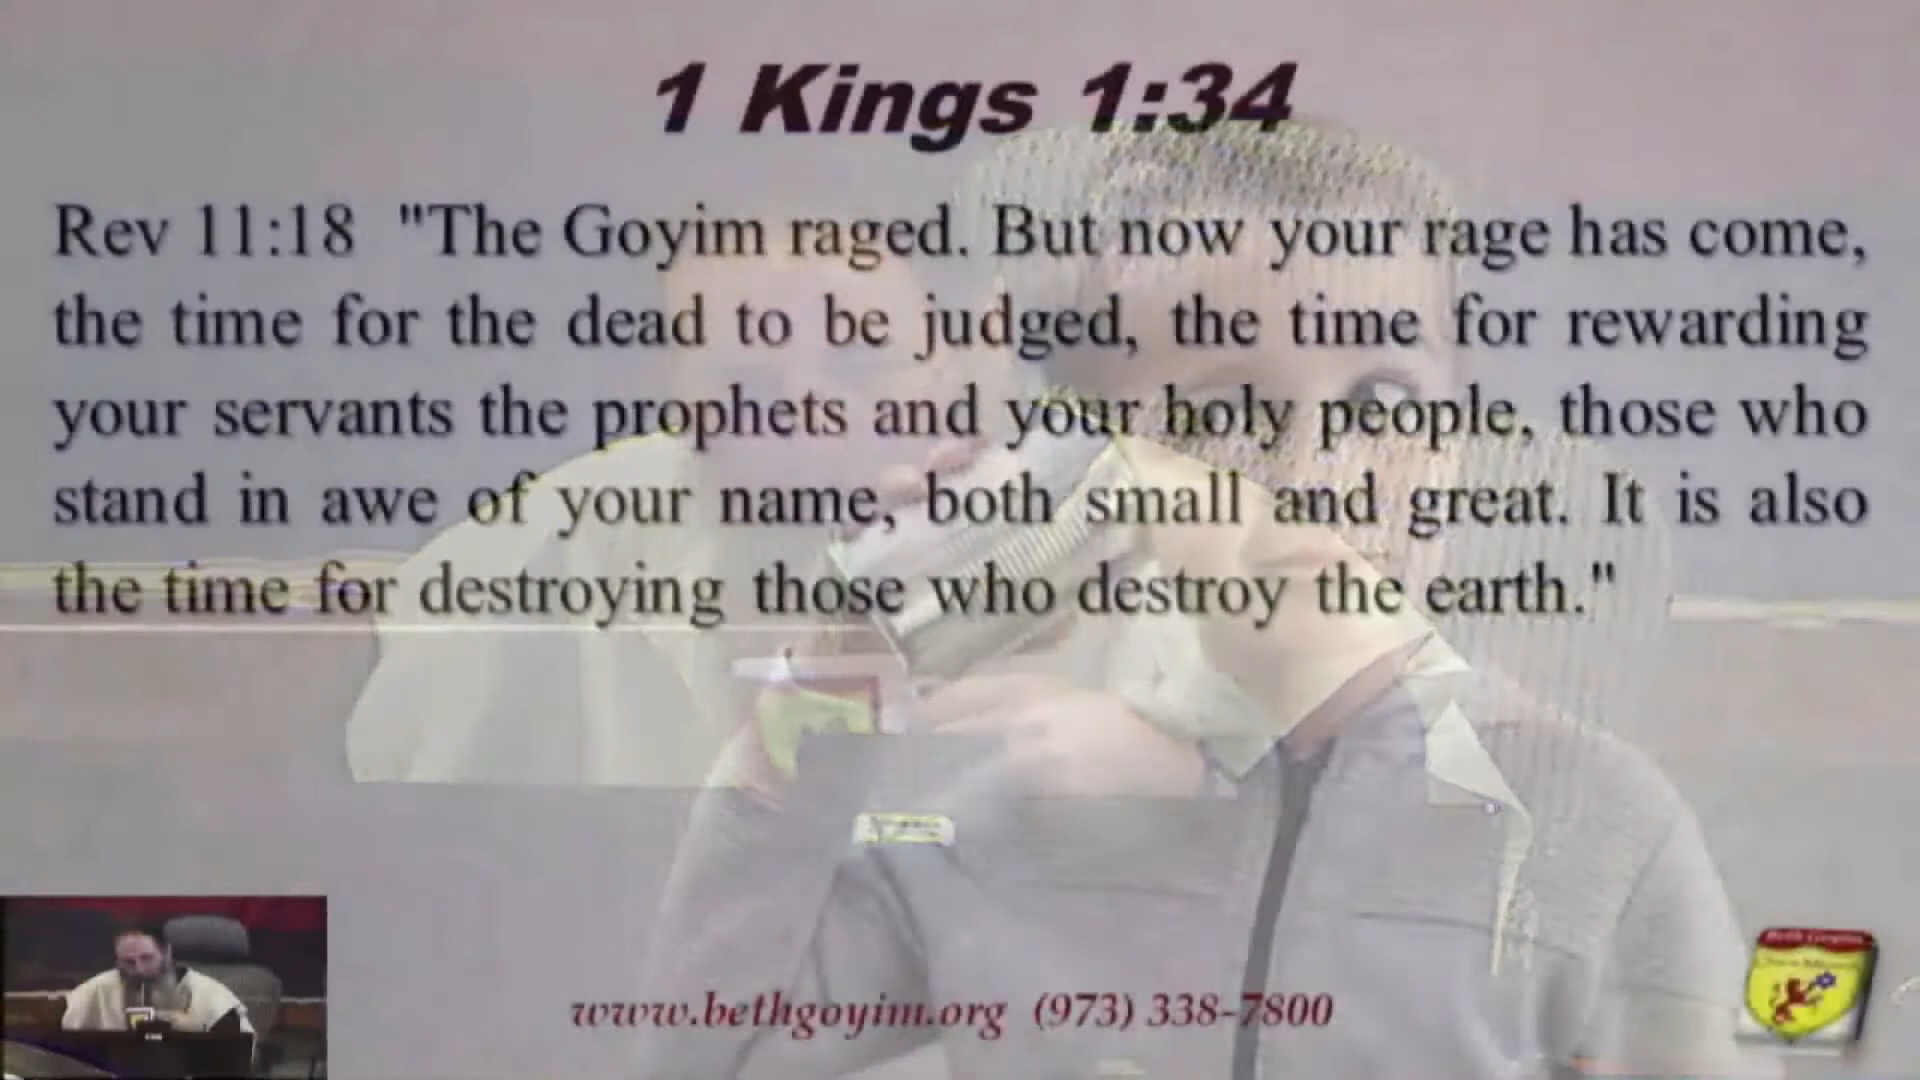 1 Kings 1:34
Rev 11:18 "The Goyim raged. But now your rage has come,
the time for the dead to be judged, the time for rewarding
your servants the prophets and your holy people, those who
stand in awe of your name, both small and great. It is also
the time for destroying those who destroy the earth."
www.bethgoyim.org (973) 338-7800
Beth Goyim